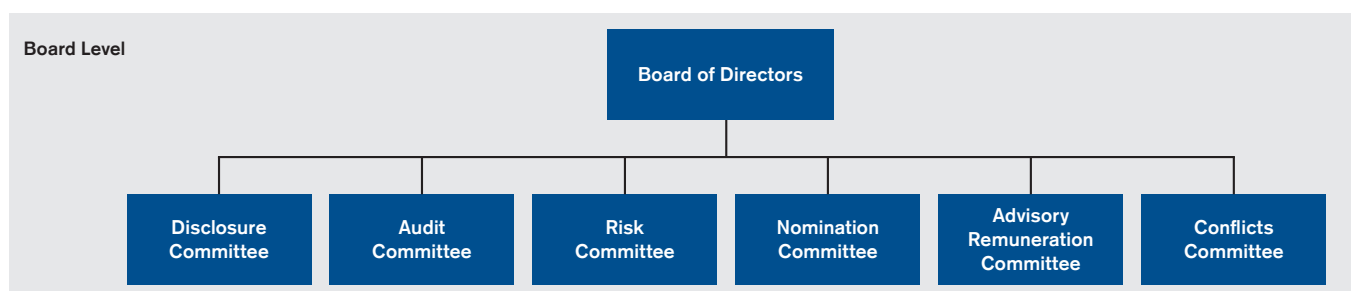 Board Level
Board of Directors
Disclosure
Committee
Audit
Committee
Risk
Committee
Nomination
Committee
Advisory
Remuneration
Committee
Conflicts
Committee